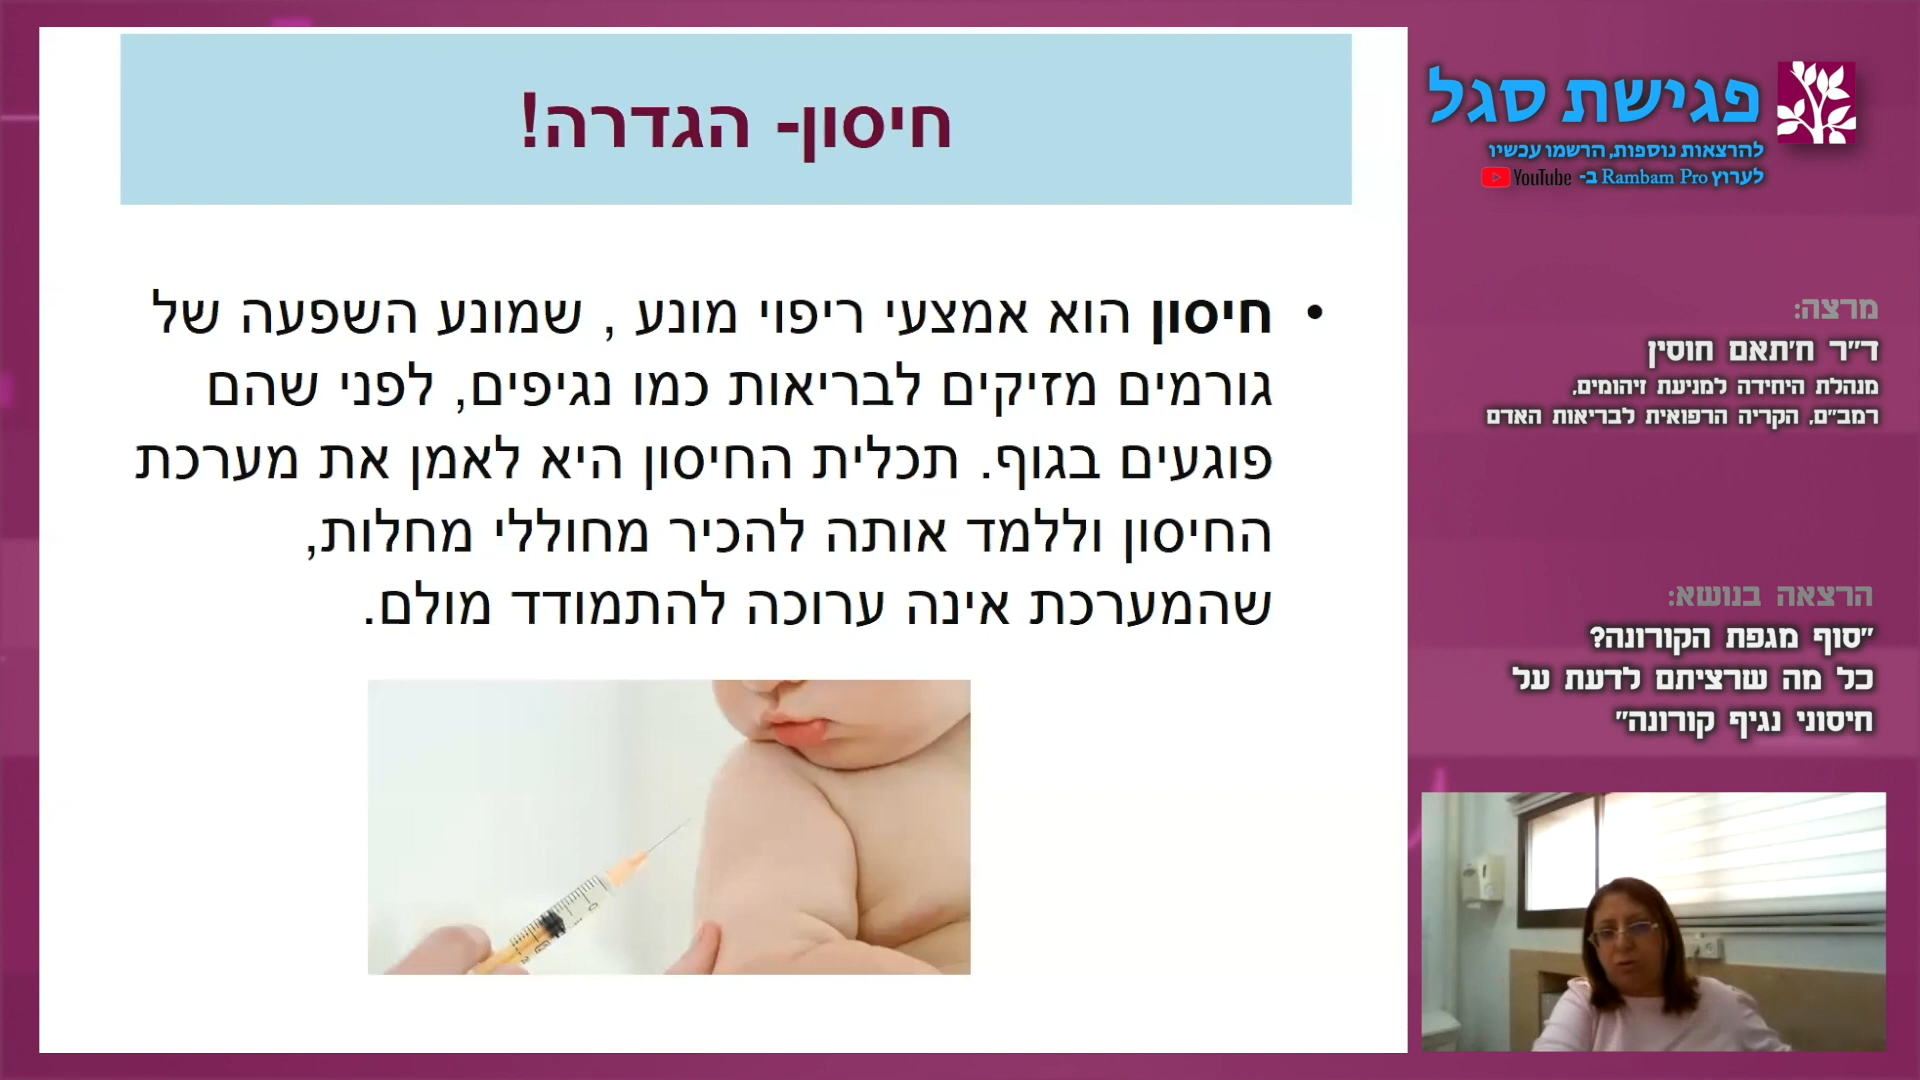 חיסון- הגדרה!
• חיסון הוא אמצעי ריפוי מונע , שמונע השפעה של
גורמים מזיקים לבריאות כמו נגיפים, לפני שהם
פוגעים בגוף. תכלית החיסון היא לאמן את מערכת
החיסון וללמד אותה להכיר מחוללי מחלות,
שהמערכת אינה ערוכה להתמודד מולם.
פגישת סגל
להרצאות נוספות, הרשמו עכשיו
לערוץ Rambam Pro ב- YouTube
מרצה:
ד"ר ח'תאם חוסין
מנהלת היחידה למניעת זיהומים,
רמב"ם, הקריה הרפואית לבריאות האדם
הרצאה בנושא:
"סוף מגפת הקורונה?
כל מה שרציתם לדעת על
חיסוני נגיף קורונה"